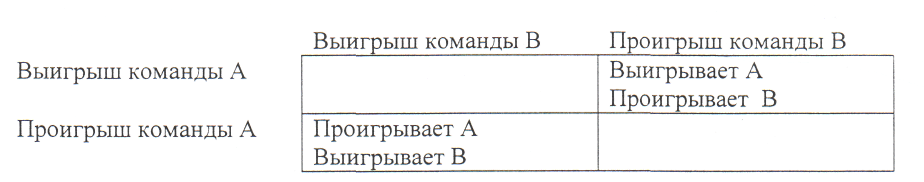 Выигрыш команды В Проигрыш команды В
Выигрыш команды А Выигрывает А
Проигрывает В
Проигрыш команды А Проигрывает А
Выигрывает В